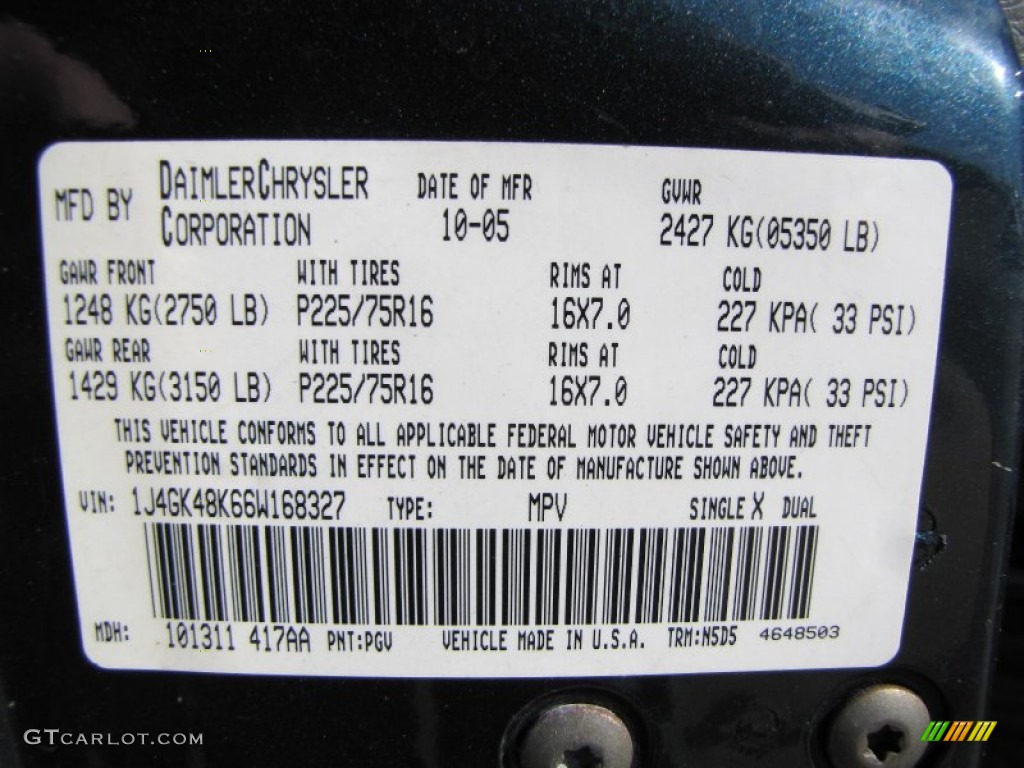 MFD BY DAIMLERCHRYSLER CORPORATION DATE OF MFR 10-05 GVWR 2427 KG(05350 LB)
GAWR FRONT WITH TIRES RIMS AT COLD
1248 KG(2750 LB) P225/75R16 16X7.0 227 KPA( 33 PSI)
GAWR REAR WITH TIRES RIMS AT COLD
1429 KG(3150 LB) P225/75R16 16X7.0 227 KPA( 33 PSI)
THIS VEHICLE CONFORMS TO ALL APPLICABLE FEDERAL MOTOR VEHICLE SAFETY AND THEFT
PREVENTION STANDARDS IN EFFECT ON THE DATE OF MANUFACTURE SHOWN ABOVE.
VIN: 1J4GK48K66W168327 TYPE: MPV SINGLE X DUAL
MDH: 101311 417AA PNT:PGV VEHICLE MADE IN U.S.A. TRM:N5D5 4648503
GTCARLOT.COM